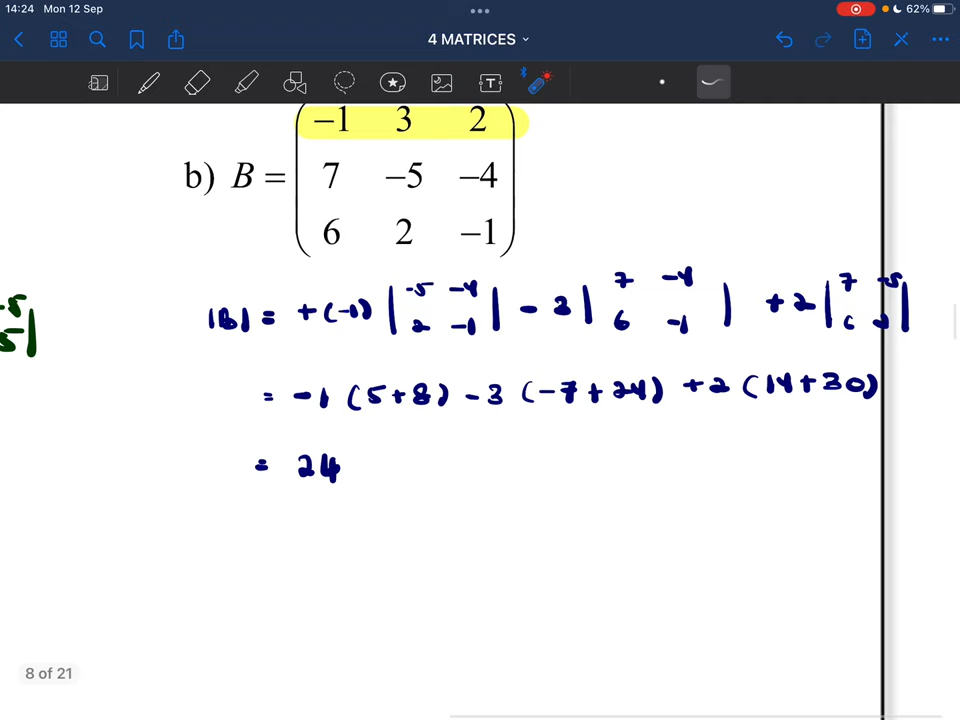 14:24 Mon 12 Sep
62%
4 MATRICES
T
−1 3 2
b) B = 7 −5 −4
6 2 −1
-5
5
|B| = +(-1) | -5 -4 | - 3 | 7 -4 | + 2 | 7 -5 |
2 -1 6 -1 6 2
= -1 (5+8) - 3 (-7+24) + 2 (14+30)
= 24
8 of 21